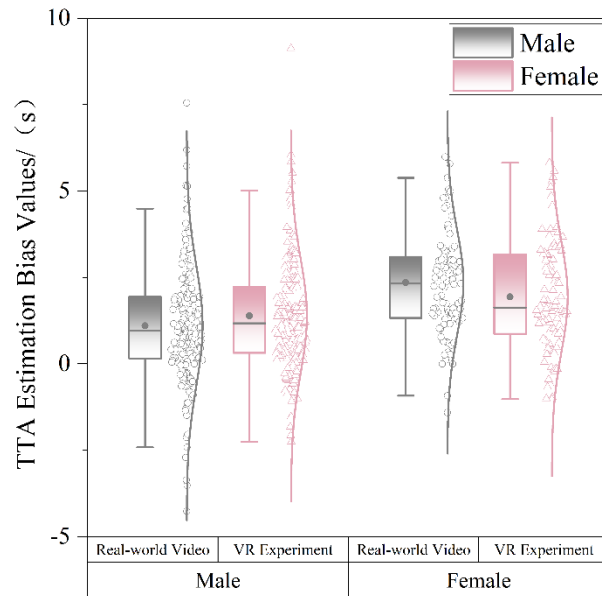 TTA Estimation Bias Values/（s）
10
5
0
-5
Male
Female
Real-world Video
VR Experiment
Real-world Video
VR Experiment
Male
Female